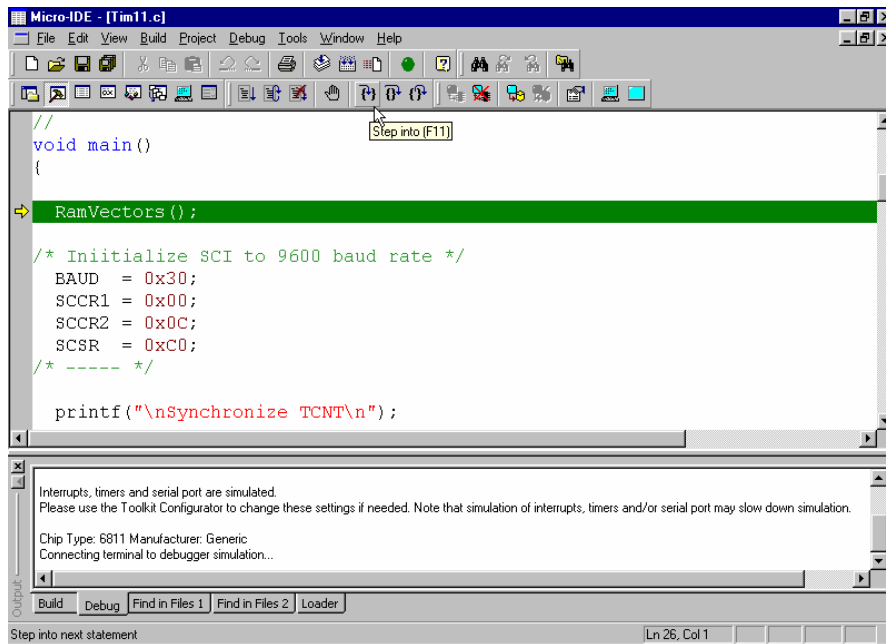 Micro-IDE - [Tim11.c]
File Edit View Build Project Debug Tools Window Help
Step into (F11)
//
void main()
{
RamVectors();
/* Iniitialize SCI to 9600 baud rate */
BAUD = 0x30;
SCCR1 = 0x00;
SCCR2 = 0x0C;
SCSR = 0xC0;
/* ----- */
printf("\nSynchronize TCNT\n");
Interrupts, timers and serial port are simulated.
Please use the Toolkit Configurator to change these settings if needed. Note that simulation of interrupts, timers and/or serial port may slow down simulation.
Chip Type: 6811 Manufacturer: Generic
Connecting terminal to debugger simulation...
Output
Build Debug Find in Files 1 Find in Files 2 Loader
Step into next statement Ln 26, Col 1